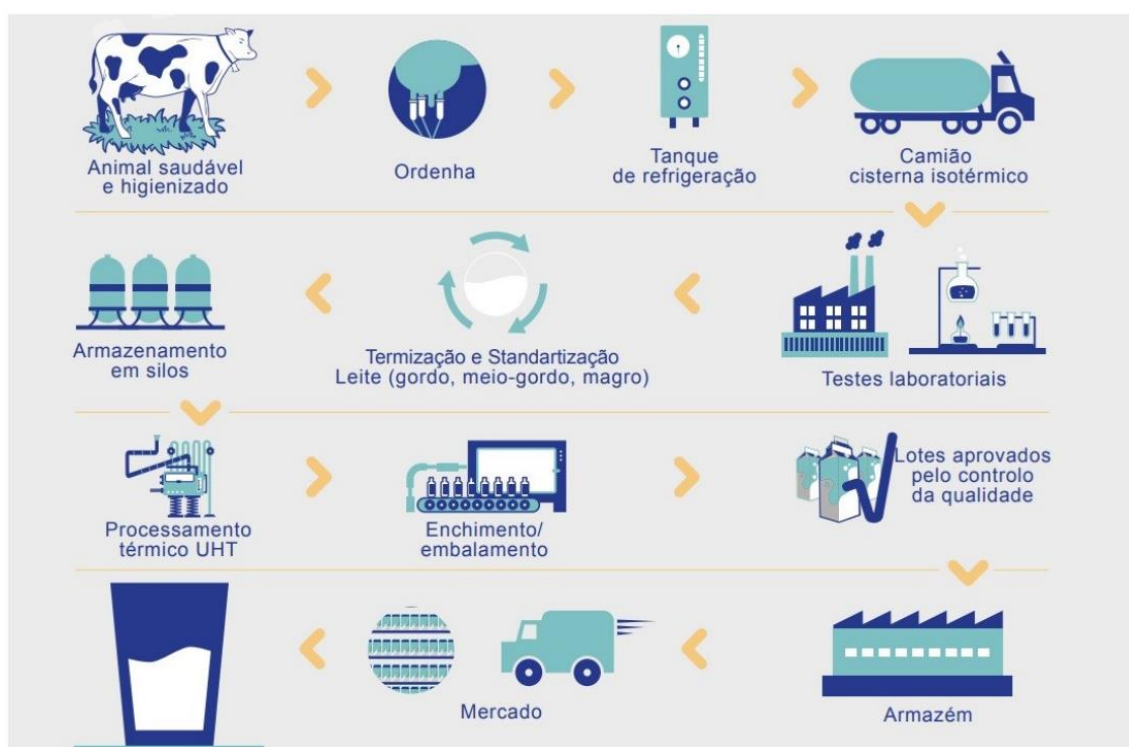 Animal saudável
e higienizado
Ordenha
Tanque
de refrigeração
Camião
cisterna isotérmico
Testes laboratoriais
Termização e Standartização
Leite (gordo, meio-gordo, magro)
Armazenamento
em silos
Processamento
térmico UHT
Enchimento/
embalamento
Lotes aprovados
pelo controlo
da qualidade
Armazém
Mercado